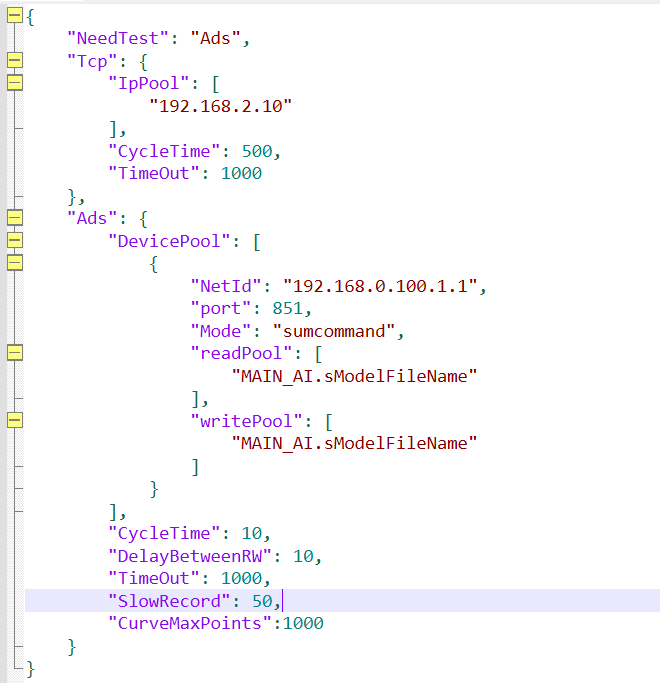 {
    "NeedTest": "Ads",
    "Tcp": {
        "IpPool": [
            "192.168.2.10"
        ],
        "CycleTime": 500,
        "TimeOut": 1000
    },
    "Ads": {
        "DevicePool": [
            {
                "NetId": "192.168.0.100.1.1",
                "port": 851,
                "Mode": "sumcommand",
                "readPool": [
                    "MAIN_AI.sModelFileName"
                ],
                "writePool": [
                    "MAIN_AI.sModelFileName"
                ]
            }
        ],
        "CycleTime": 10,
        "DelayBetweenRW": 10,
        "TimeOut": 1000,
        "SlowRecord": 50,
        "CurveMaxPoints":1000
    }
}